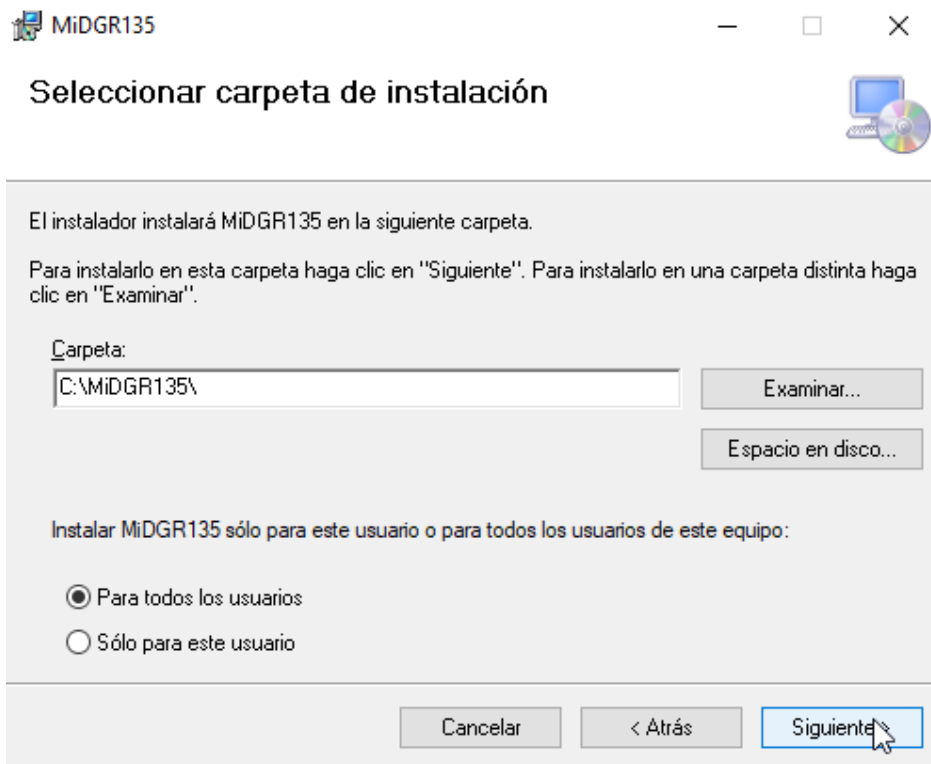 MiDGR135
Seleccionar carpeta de instalación
El instalador instalará MiDGR135 en la siguiente carpeta.
Para instalarlo en esta carpeta haga clic en "Siguiente". Para instalarlo en una carpeta distinta haga
clic en "Examinar".
Carpeta:
C:\MiDGR135\
Examinar...
Espacio en disco...
Instalar MiDGR135 sólo para este usuario o para todos los usuarios de este equipo:
Para todos los usuarios
Sólo para este usuario
Cancelar
< Atrás
Siguiente >